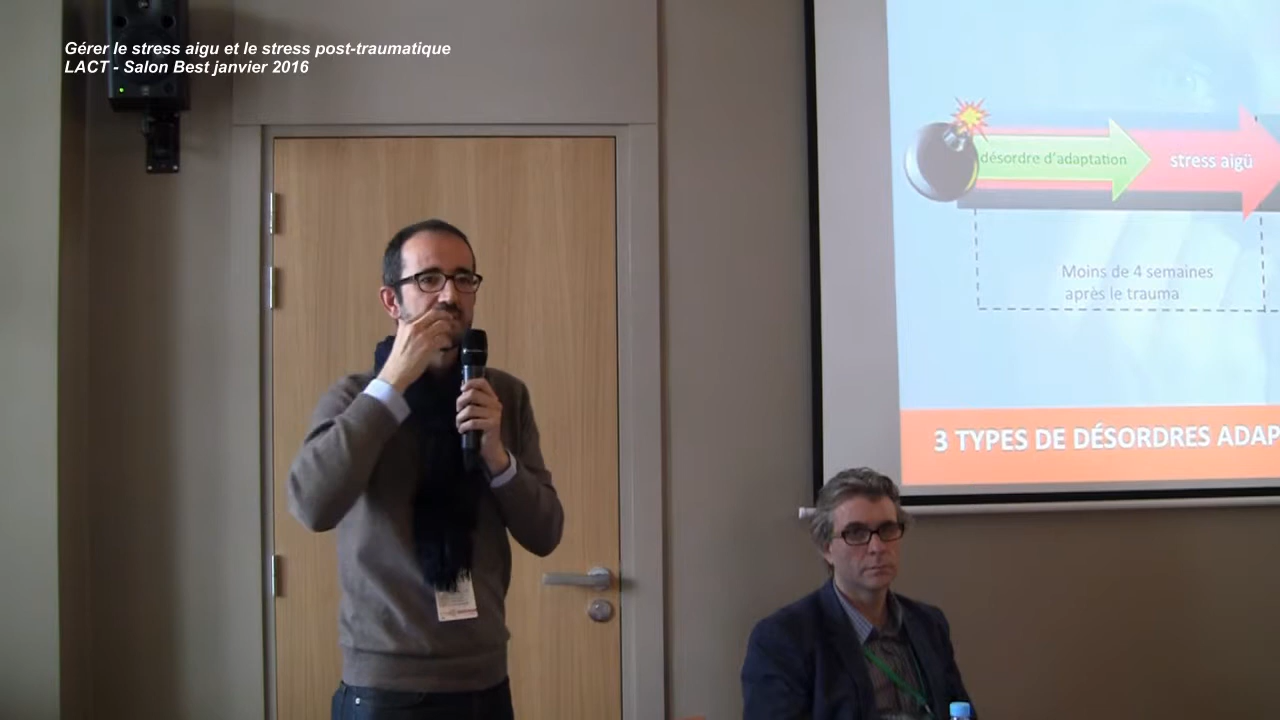 Gérer le stress aigu et le stress post-traumatique
LACT - Salon Best janvier 2016
désordre d'adaptation
stress aigü
Moins de 4 semaines
après le trauma
3 TYPES DE DÉSORDRES ADAP